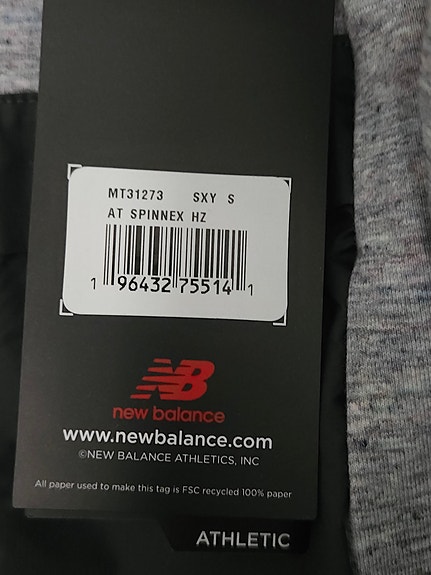 MT31273 SXY S
AT SPINNEX HZ
1 96432 75514 1
NB
new balance
www.newbalance.com
©NEW BALANCE ATHLETICS, INC
All paper used to make this tag is FSC recycled 100% paper
ATHLETIC